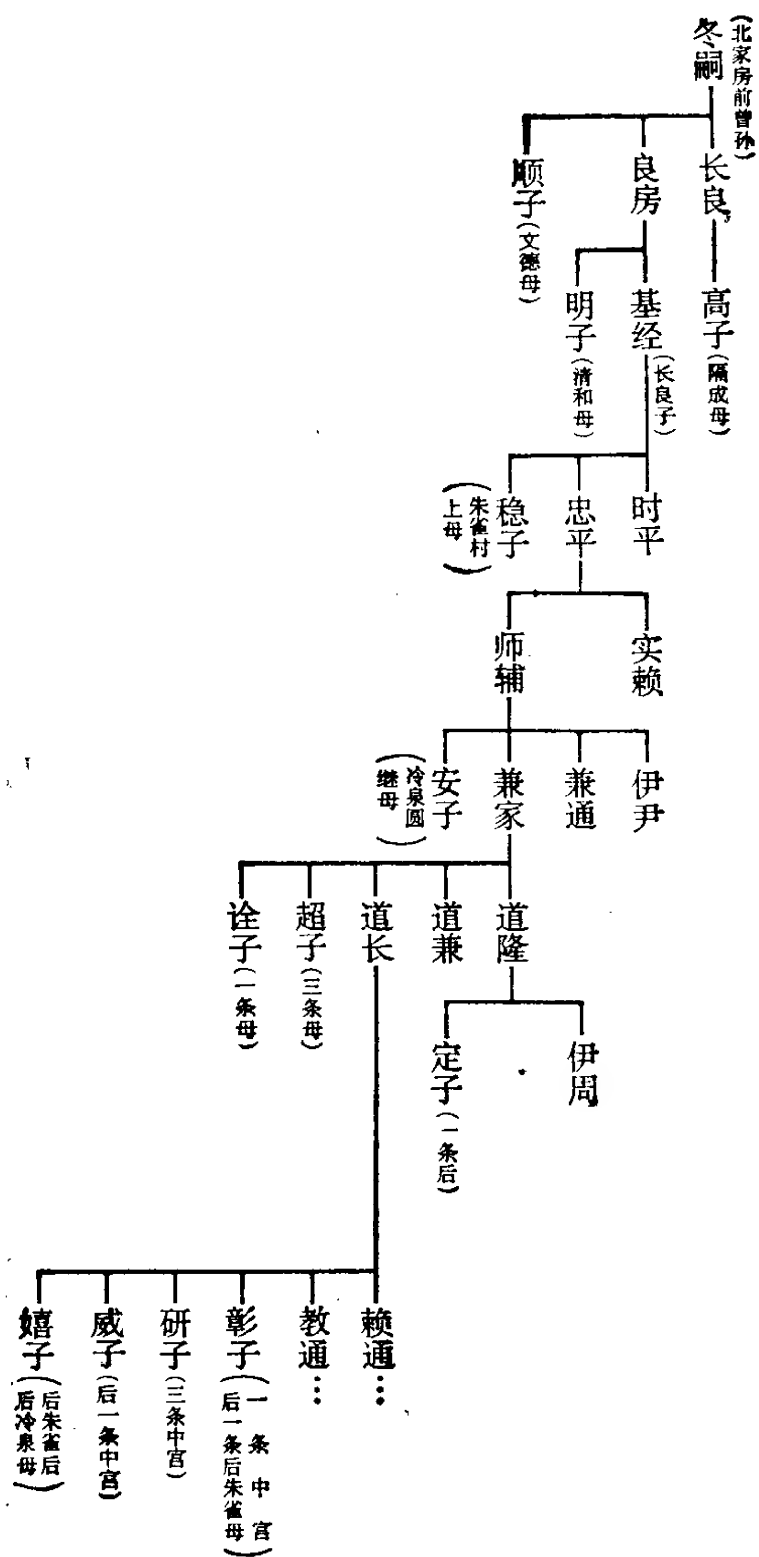 冬嗣
(北家房前曾孙)
长良
良房
顺子(文德母)
高子(隔成母)
基经
(长良子)
明子(清和母)
时平
忠平
稳子
(朱雀村
上母)
实赖
师辅
伊尹
兼通
兼家
安子
(冷泉圆
继母)
道隆
道兼
道长
超子(三条母)
诠子(一条母)
伊周
定子(一条后)
赖通…
教通…
彰子
(一条中宫
后一条后朱雀母)
研子(三条中宫)
威子(后一条中宫)
嬉子
(后朱雀后
后冷泉母)